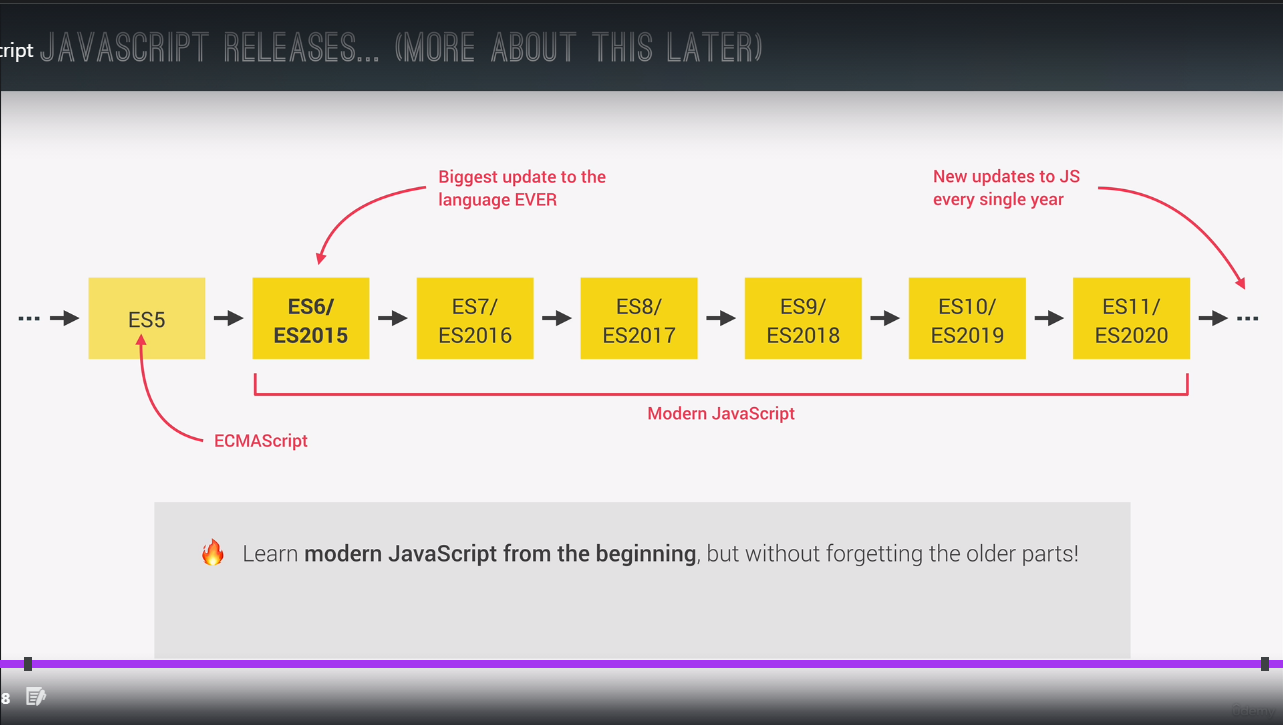 ript JAVASCRIPT RELEASES... (MORE ABOUT THIS LATER)
Biggest update to the
language EVER
New updates to JS
every single year
...
ES5
ES6/
ES2015
ES7/
ES2016
ES8/
ES2017
ES9/
ES2018
ES10/
ES2019
ES11/
ES2020
...
Modern JavaScript
ECMAScript
🔥 Learn modern JavaScript from the beginning, but without forgetting the older parts!
8